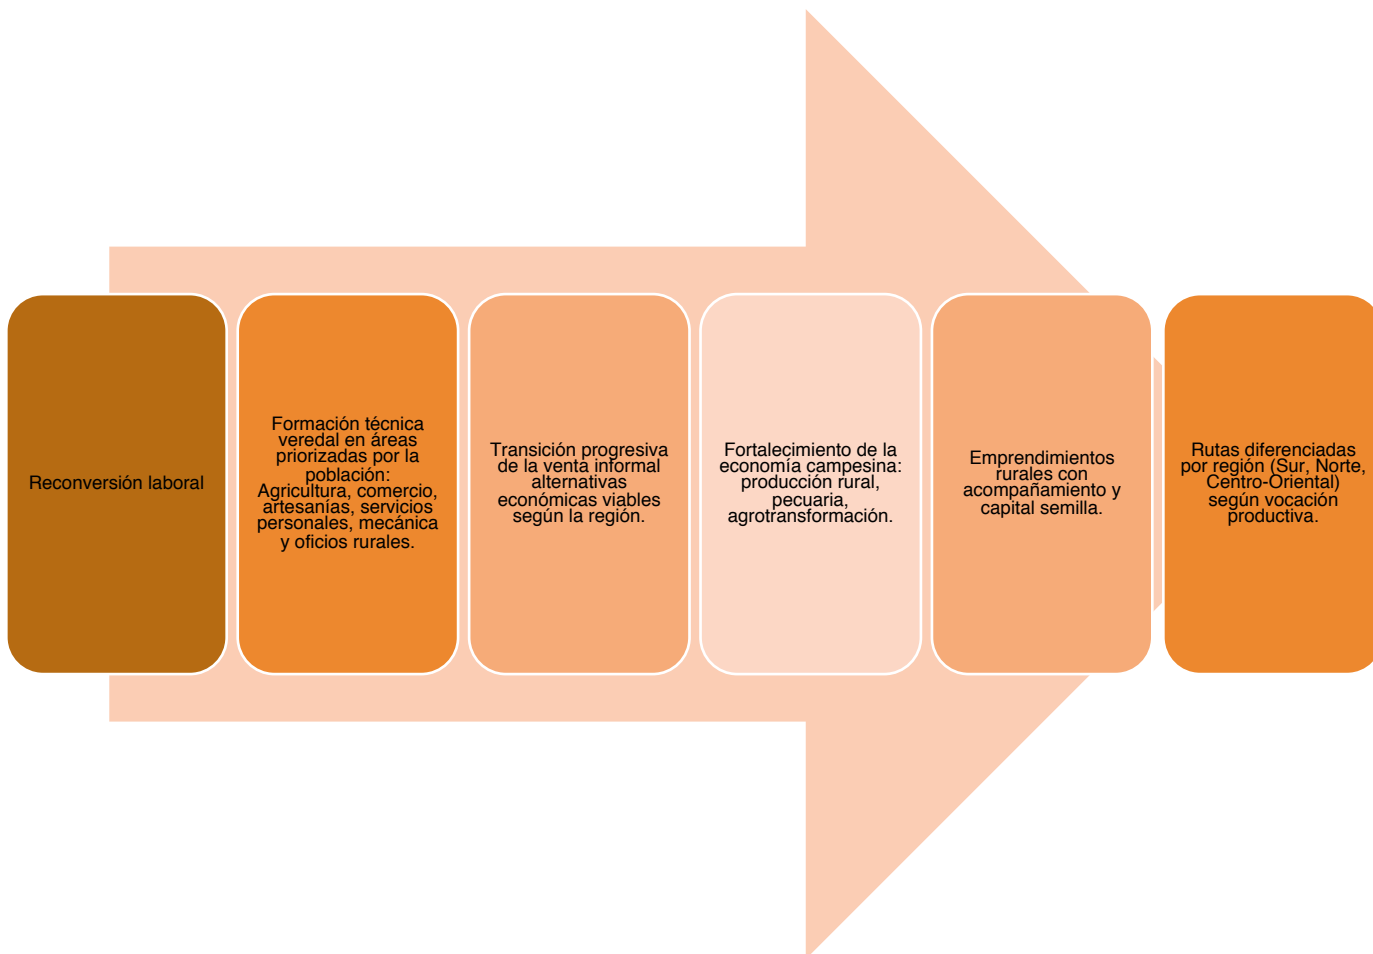 Reconversión laboral
Formación técnica
veredal en áreas
priorizadas por la
población:
Agricultura, comercio,
artesanías, servicios
personales, mecánica
y oficios rurales.
Transición progresiva
de la venta informal
alternativas
económicas viables
según la región.
Fortalecimiento de la
economía campesina:
producción rural,
pecuaria,
agrotransformación.
Emprendimientos
rurales con
acompañamiento y
capital semilla.
Rutas diferenciadas
por región (Sur, Norte,
Centro-Oriental)
según vocación
productiva.